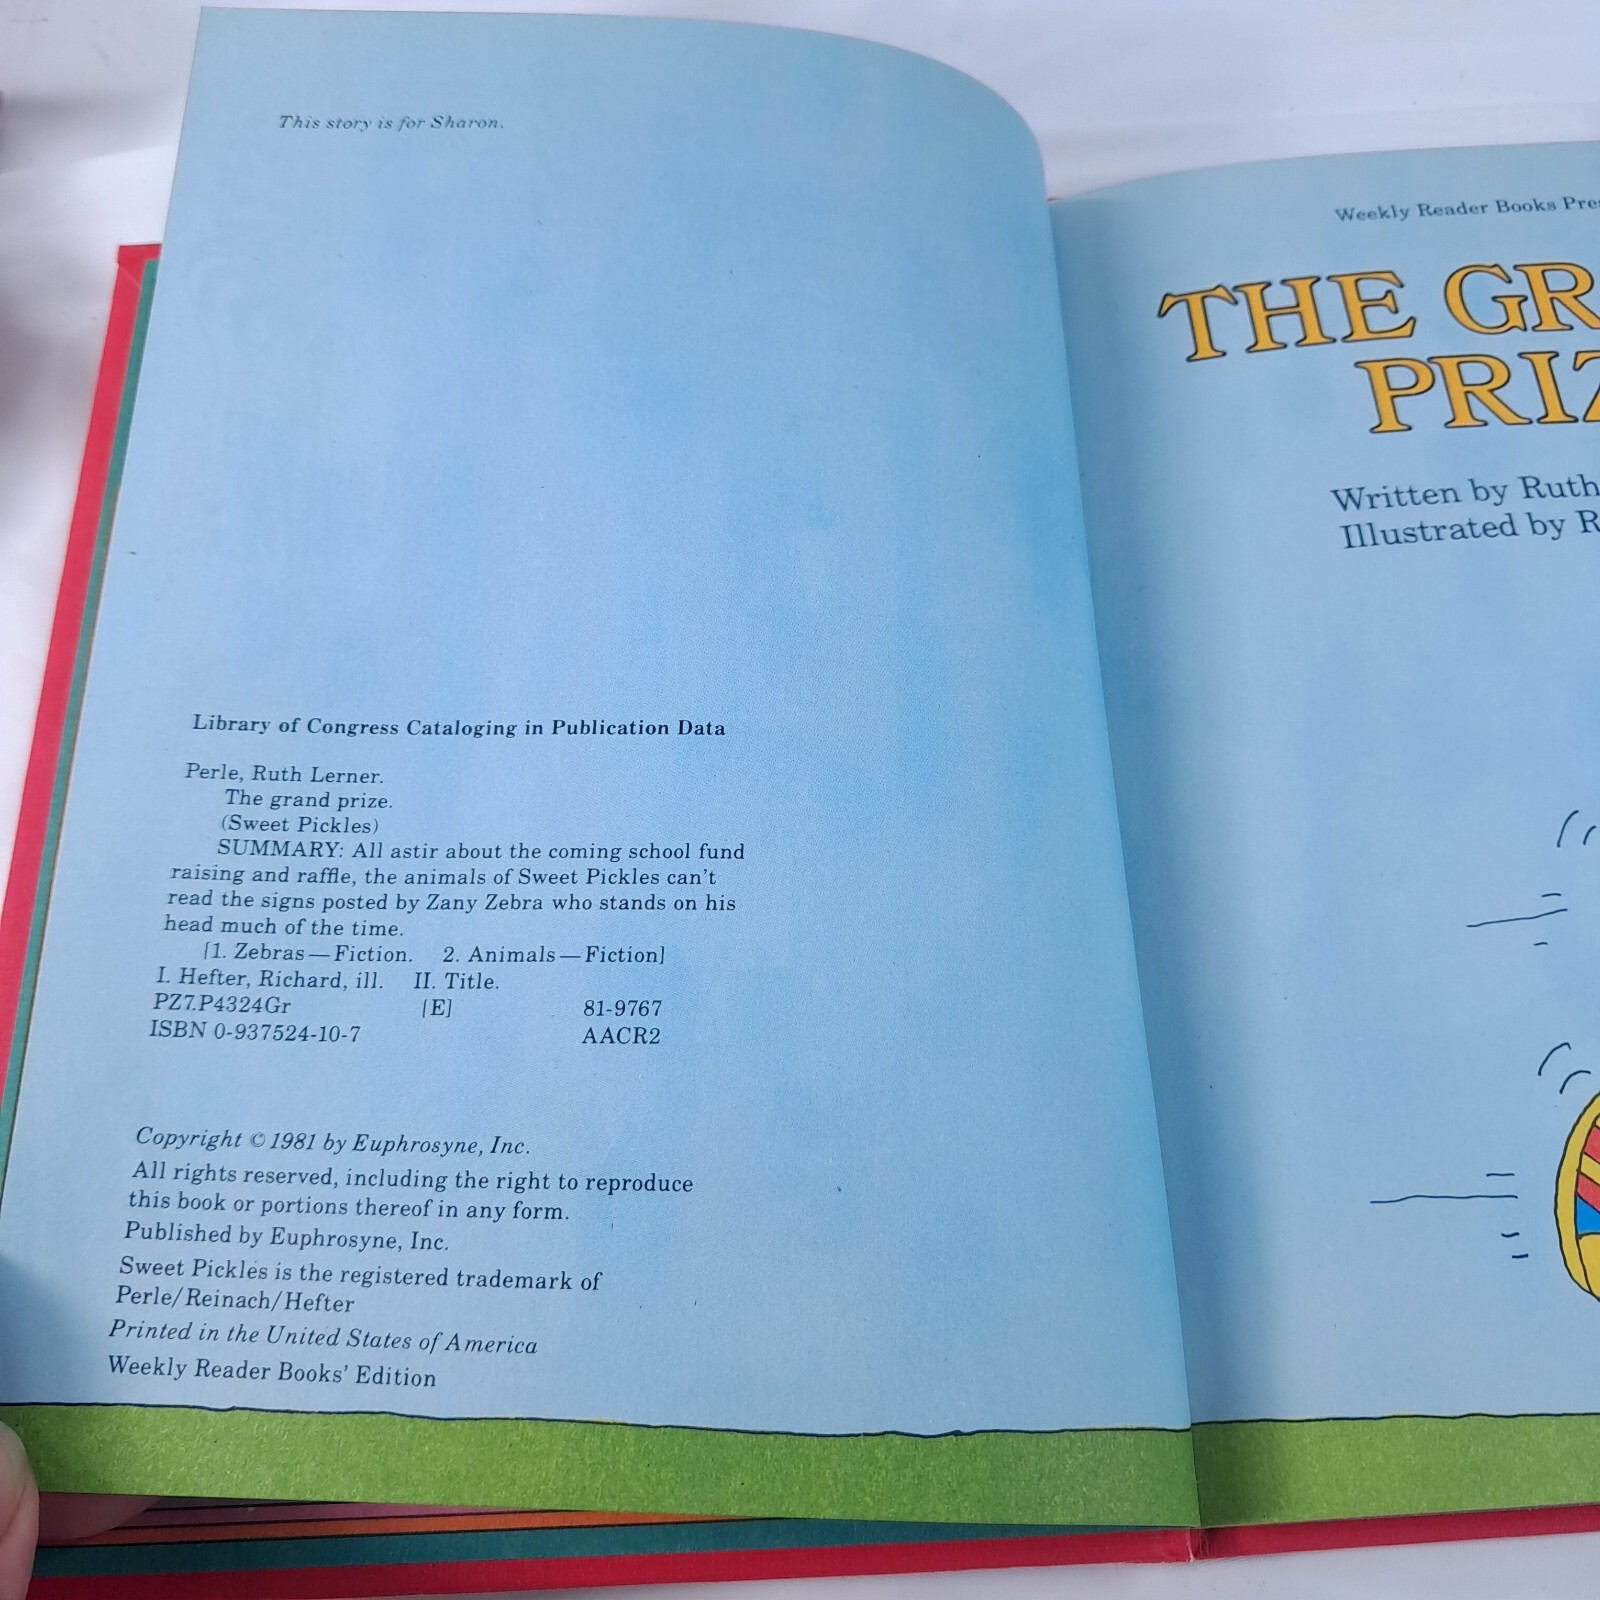 This story is for Sharon.
Library of Congress Cataloging in Publication Data
Perle, Ruth Lerner.
The grand prize.
(Sweet Pickles)
SUMMARY: All astir about the coming school fund
raising and raffle, the animals of Sweet Pickles can't
read the signs posted by Zany Zebra who stands on his
head much of the time.
[1. Zebras—Fiction. 2. Animals—Fiction]
I. Hefter, Richard, ill. II. Title.
PZ7.P4324Gr [E] 81-9767
ISBN 0-937524-10-7 AACR2
Copyright © 1981 by Euphrosyne, Inc.
All rights reserved, including the right to reproduce
this book or portions thereof in any form.
Published by Euphrosyne, Inc.
Sweet Pickles is the registered trademark of
Perle/Reinach/Hefter
Printed in the United States of America
Weekly Reader Books' Edition
Weekly Reader Books
THE
Written by Ruth
Illustrated by